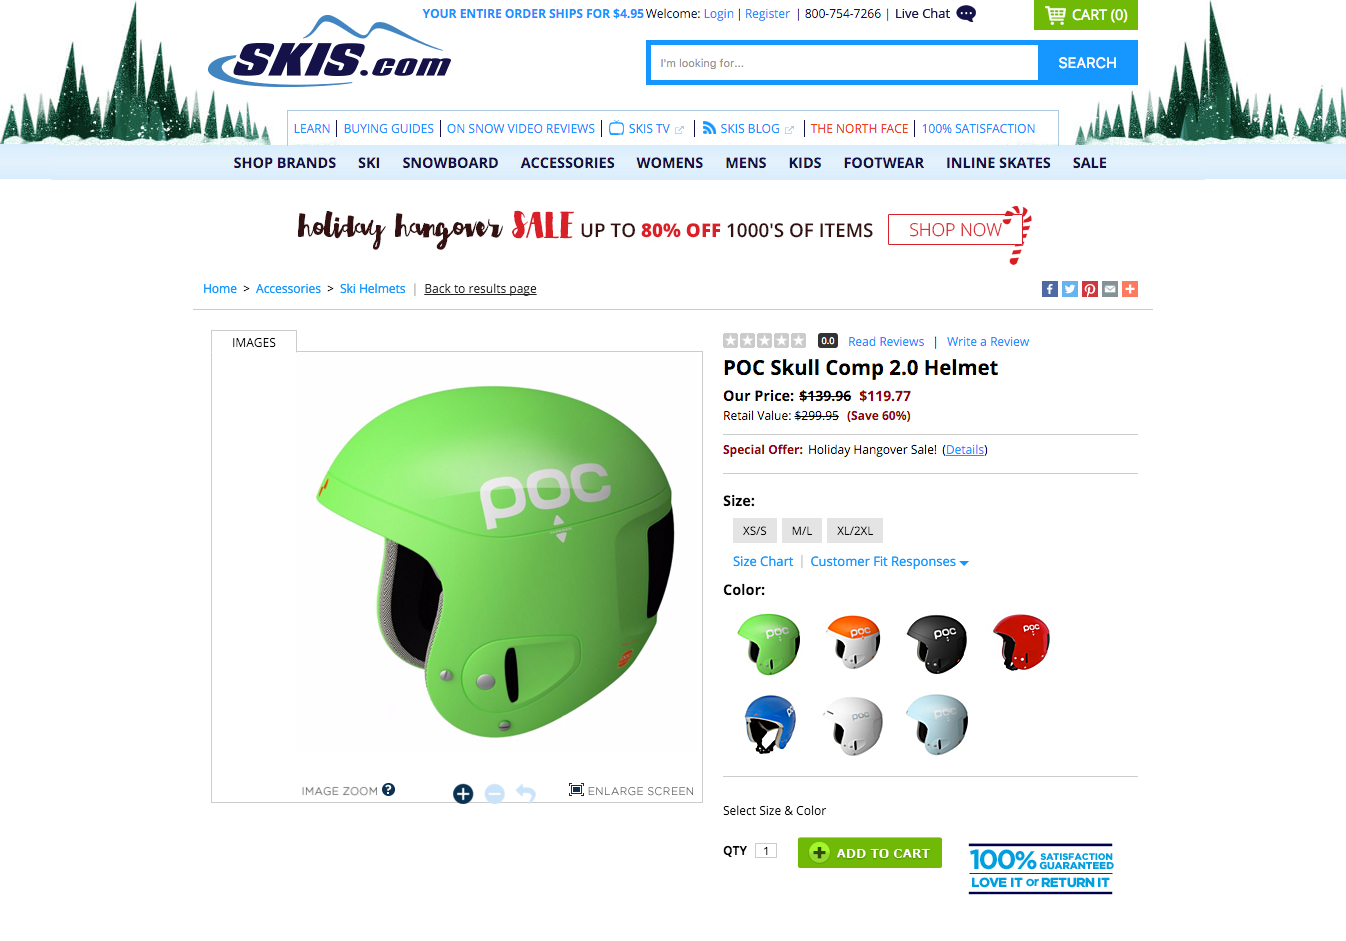 YOUR ENTIRE ORDER SHIPS FOR $4.95 Welcome: Login | Register | 800-754-7266 | Live Chat
CART (0)
SKIS.com
I'm looking for...
SEARCH
LEARN | BUYING GUIDES | ON SNOW VIDEO REVIEWS | SKIS TV | SKIS BLOG | THE NORTH FACE | 100% SATISFACTION
SHOP BRANDS SKI SNOWBOARD ACCESSORIES WOMENS MENS KIDS FOOTWEAR INLINE SKATES SALE
holiday hangover SALE UP TO 80% OFF 1000'S OF ITEMS SHOP NOW
Home > Accessories > Ski Helmets | Back to results page
IMAGES
poc
IMAGE ZOOM ?
ENLARGE SCREEN
0.0 Read Reviews | Write a Review
POC Skull Comp 2.0 Helmet
Our Price: $139.96 $119.77
Retail Value: $299.95 (Save 60%)
Special Offer: Holiday Hangover Sale! (Details)
Size:
XS/S M/L XL/2XL
Size Chart | Customer Fit Responses
Color:
poc poc poc poc
poc poc poc
Select Size & Color
QTY 1
ADD TO CART
100% SATISFACTION GUARANTEED
LOVE IT or RETURN IT